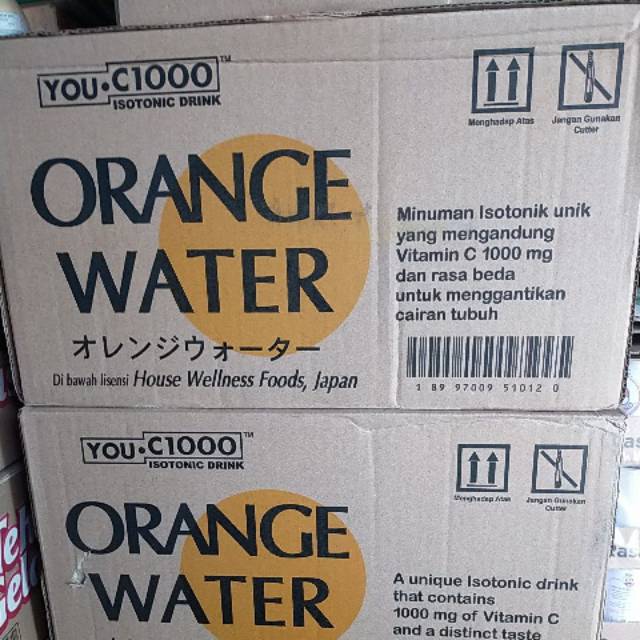 YOU•C1000™
ISOTONIC DRINK
ORANGE
WATER
オレンジウォーター
Di bawah lisensi House Wellness Foods, Japan
Menghadap Atas
Jangan Gunakan
Cutter
Minuman Isotonik unik
yang mengandung
Vitamin C 1000 mg
dan rasa beda
untuk menggantikan
cairan tubuh
1 89 97009 51012 0
YOU•C1000™
ISOTONIC DRINK
ORANGE
WATER
Menghadap Atas
Jangan Gunakan
Cutter
A unique Isotonic drink
that contains
1000 mg of Vitamin C
and a distinct taste